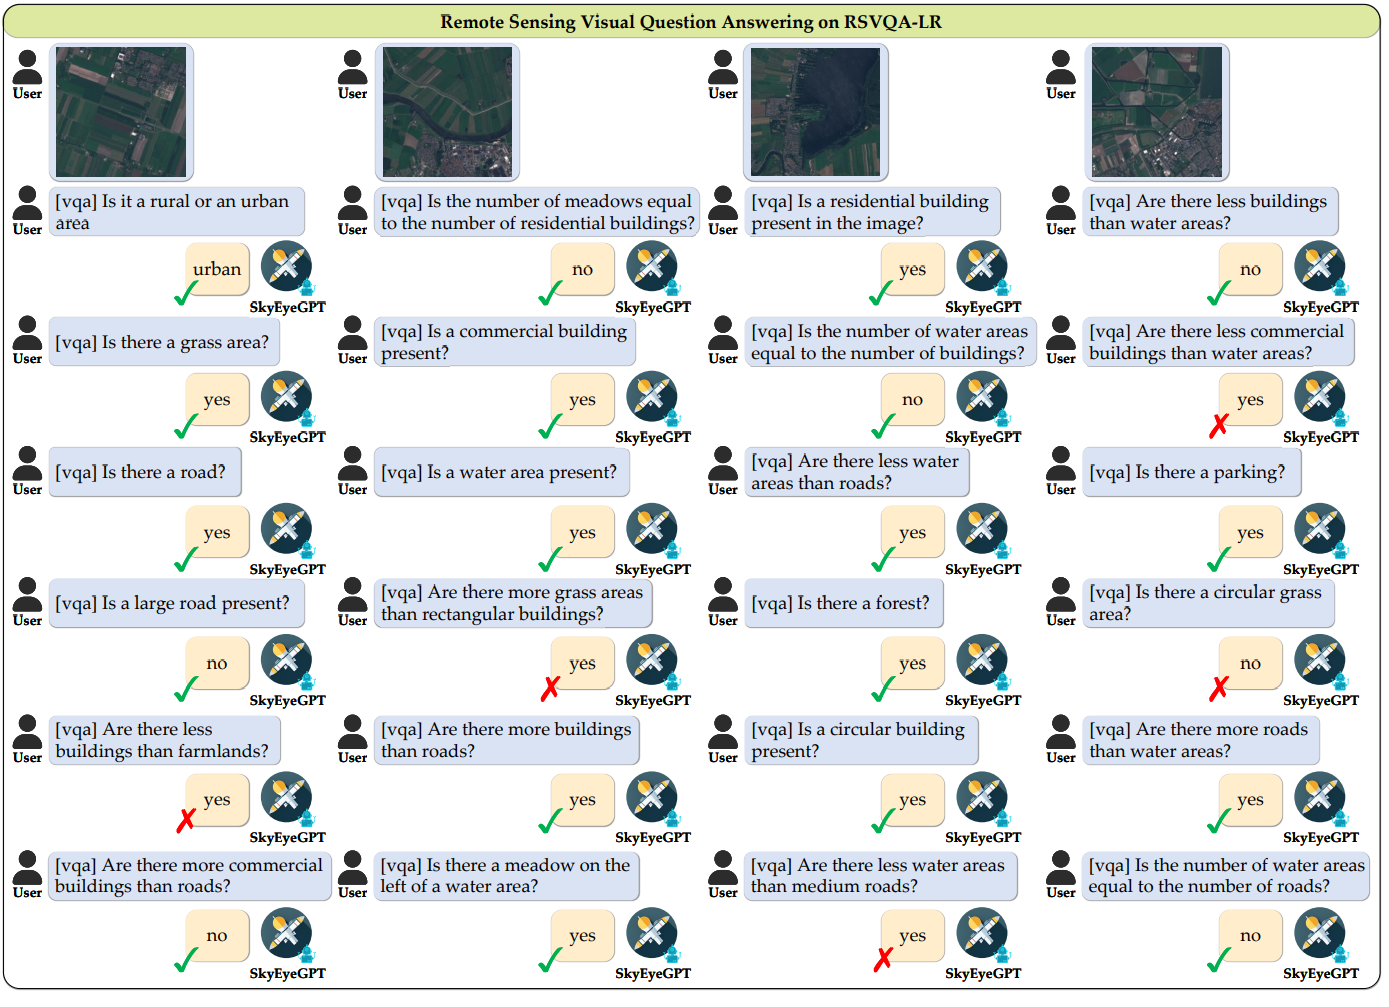 Remote Sensing Visual Question Answering on RSVQA-LR
User
User
[vqa] Is it a rural or an urban
area
urban
SkyEyeGPT
User
[vqa] Is there a grass area?
yes
SkyEyeGPT
User
[vqa] Is there a road?
yes
SkyEyeGPT
User
[vqa] Is a large road present?
no
SkyEyeGPT
User
[vqa] Are there less
buildings than farmlands?
yes
SkyEyeGPT
User
[vqa] Are there more commercial
buildings than roads?
no
SkyEyeGPT
User
User
[vqa] Is the number of meadows equal
to the number of residential buildings?
no
SkyEyeGPT
User
[vqa] Is a commercial building
present?
yes
SkyEyeGPT
User
[vqa] Is a water area present?
yes
SkyEyeGPT
User
[vqa] Are there more grass areas
than rectangular buildings?
yes
SkyEyeGPT
User
[vqa] Are there more buildings
than roads?
yes
SkyEyeGPT
User
[vqa] Is there a meadow on the
left of a water area?
yes
SkyEyeGPT
User
User
[vqa] Is a residential building
present in the image?
yes
SkyEyeGPT
User
[vqa] Is the number of water areas
equal to the number of buildings?
no
SkyEyeGPT
User
[vqa] Are there less water
areas than roads?
yes
SkyEyeGPT
User
[vqa] Is there a forest?
yes
SkyEyeGPT
User
[vqa] Is a circular building
present?
yes
SkyEyeGPT
User
[vqa] Are there less water areas
than medium roads?
yes
SkyEyeGPT
User
User
[vqa] Are there less buildings
than water areas?
no
SkyEyeGPT
User
[vqa] Are there less commercial
buildings than water areas?
yes
SkyEyeGPT
User
[vqa] Is there a parking?
yes
SkyEyeGPT
User
[vqa] Is there a circular grass
area?
no
SkyEyeGPT
User
[vqa] Are there more roads
than water areas?
yes
SkyEyeGPT
User
[vqa] Is the number of water areas
equal to the number of roads?
no
SkyEyeGPT